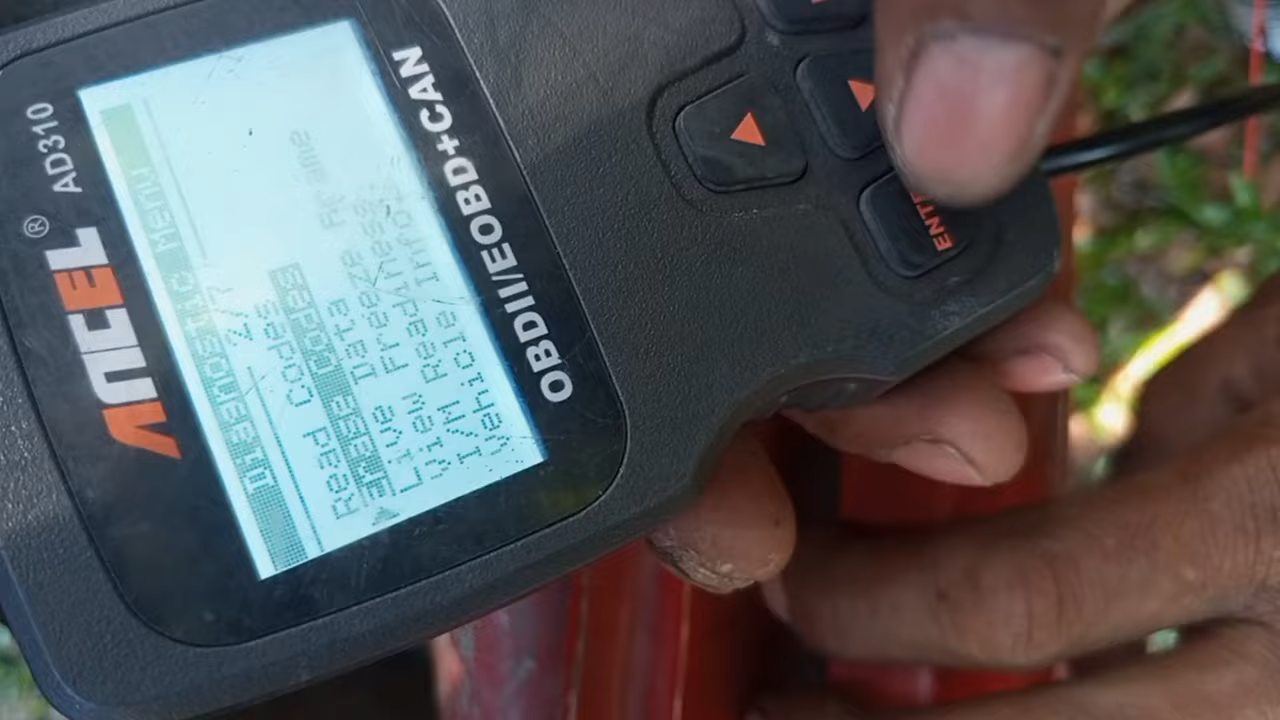 ANCEL® AD310
Diagnostic Menu
2/7
Read Codes
Erase Codes
Live Data
View Freeze Frame
I/M Readiness
Vehicle Info.
OBDII/EOBD+CAN